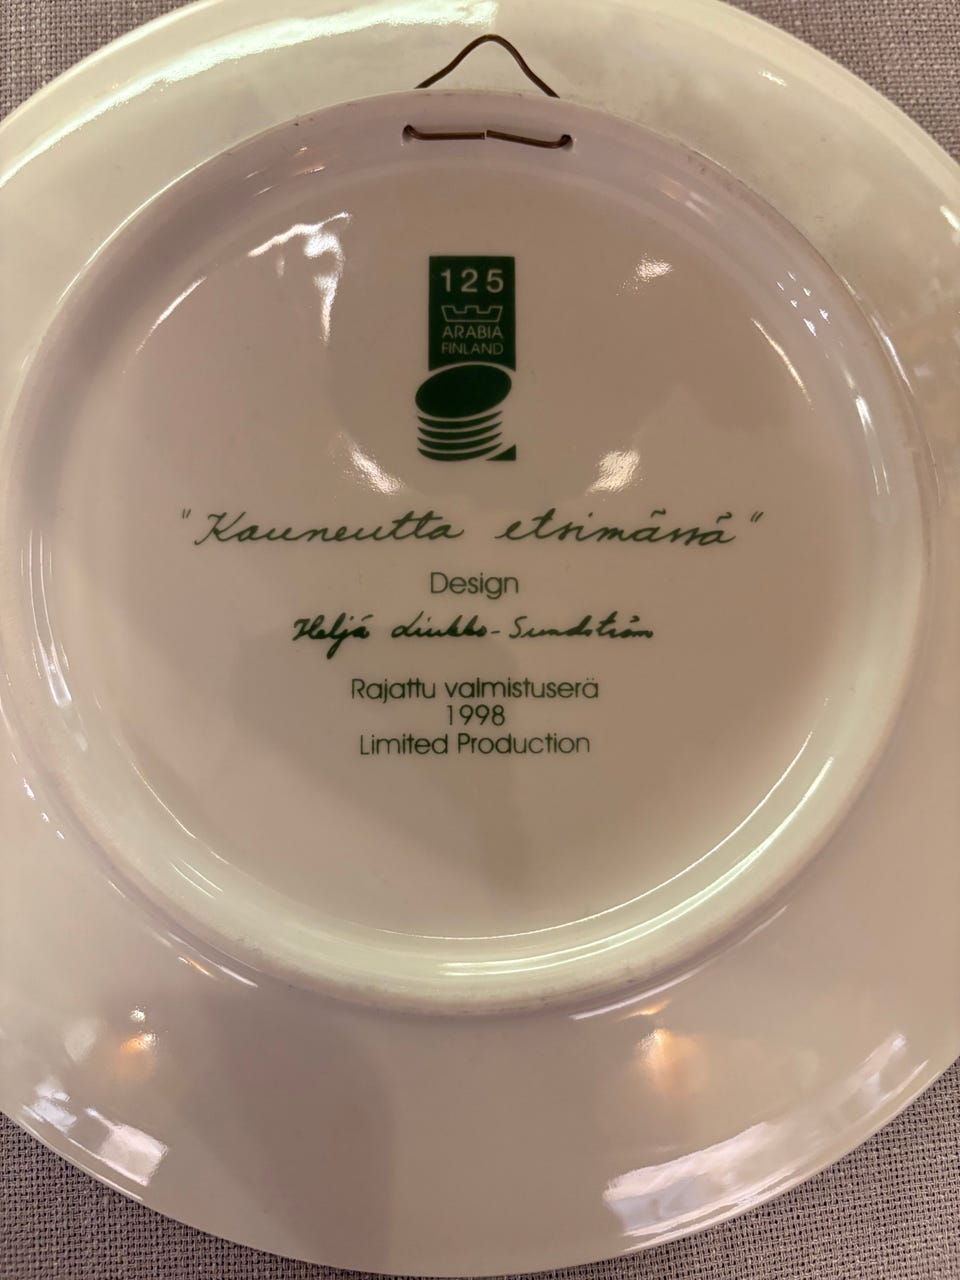 125
ARABIA
FINLAND
"Kauneutta etsimässä"
Design
Heljä Liukko-Sundström
Rajattu valmistuserä
1998
Limited Production